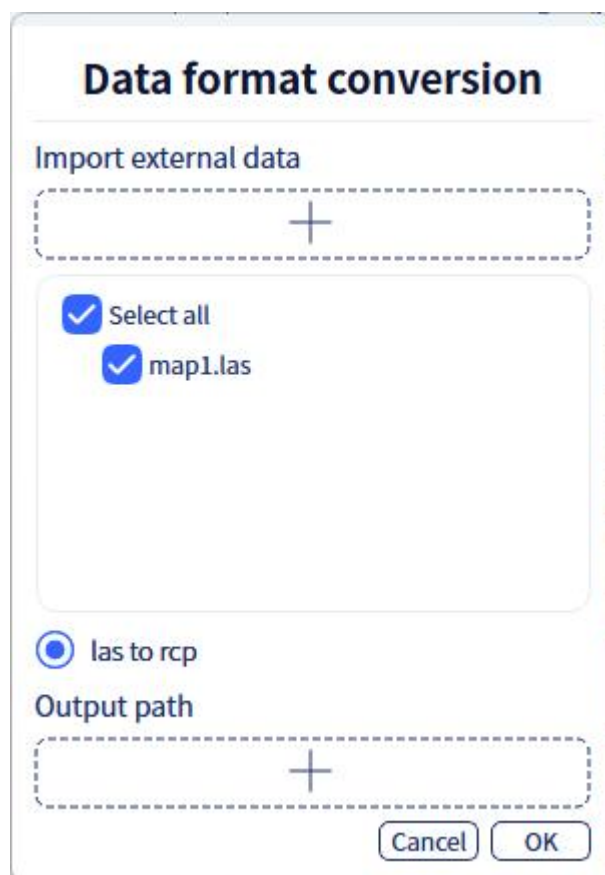 Data format conversion
Import external data
Select all
map1.las
las to rcp
Output path
Cancel OK